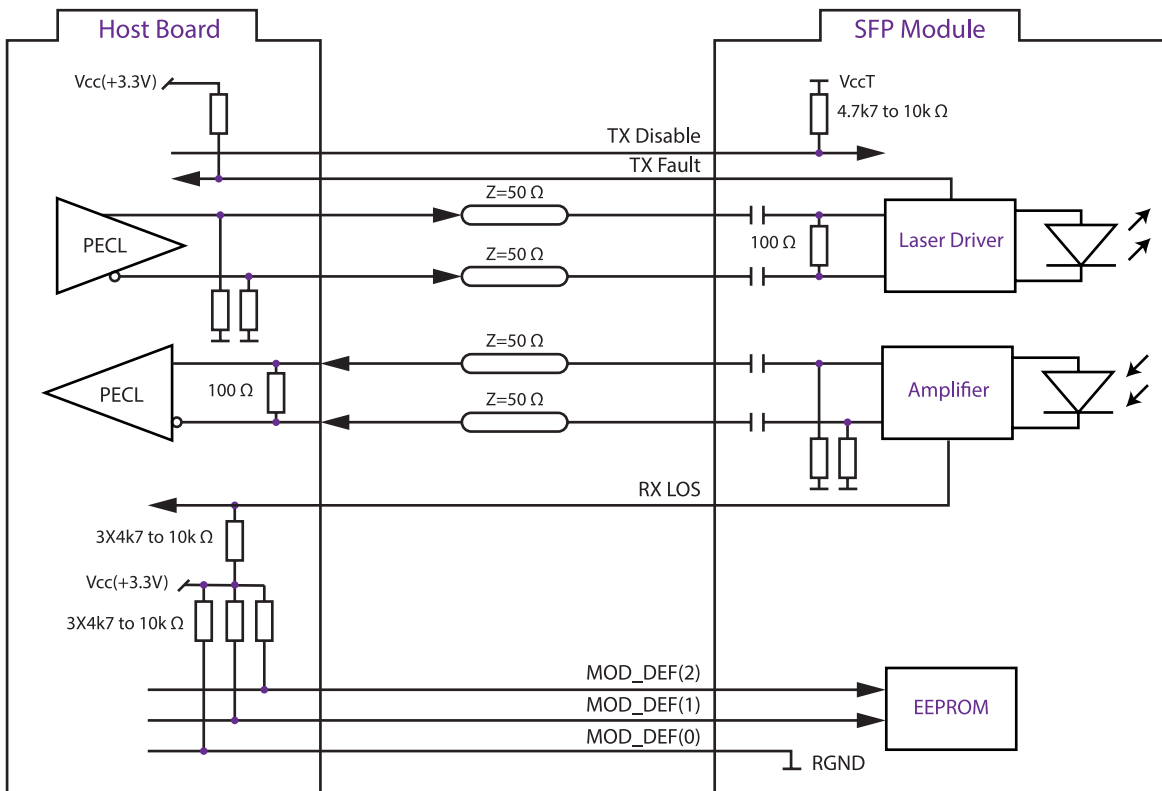 Host Board
SFP Module
Vcc(+3.3V)
VccT
4.7k7 to 10k Ω
TX Disable
TX Fault
Z=50 Ω
PECL
100 Ω
Laser Driver
Z=50 Ω
Z=50 Ω
PECL
100 Ω
Amplifier
Z=50 Ω
RX LOS
3X4k7 to 10k Ω
Vcc(+3.3V)
3X4k7 to 10k Ω
MOD_DEF(2)
MOD_DEF(1)
EEPROM
MOD_DEF(0)
RGND